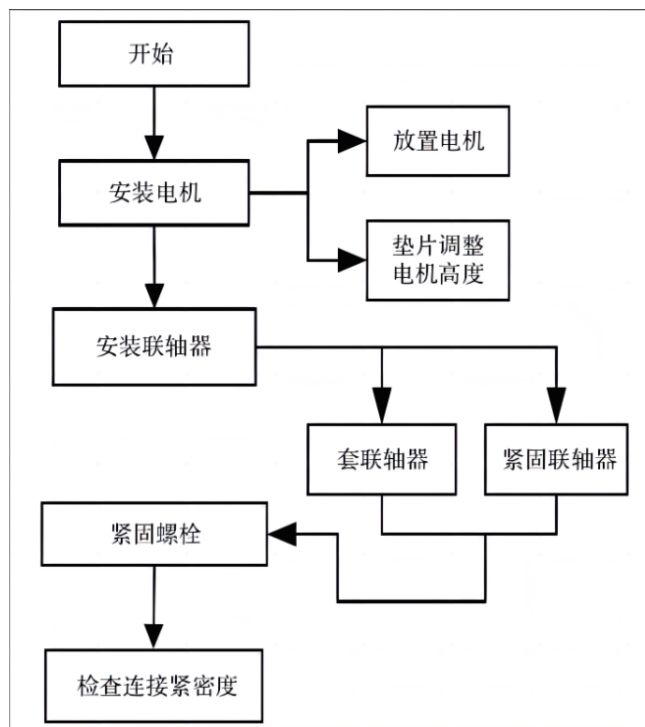 开始
放置电机
安装电机
垫片调整
电机高度
安装联轴器
套联轴器
紧固联轴器
紧固螺栓
检查连接紧密度